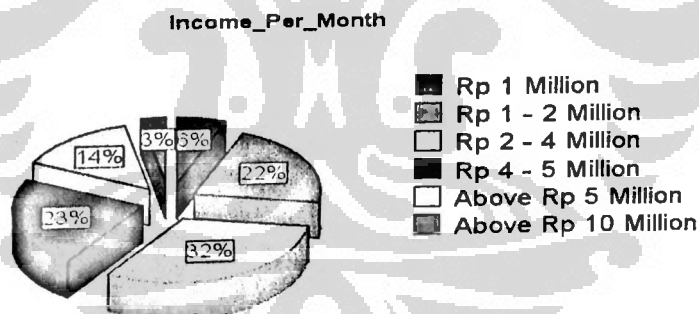 Income_Per_Month
Rp 1 Million
Rp 1 - 2 Million
Rp 2 - 4 Million
Rp 4 - 5 Million
Above Rp 5 Million
Above Rp 10 Million
3% 6%
14%
22%
23%
32%